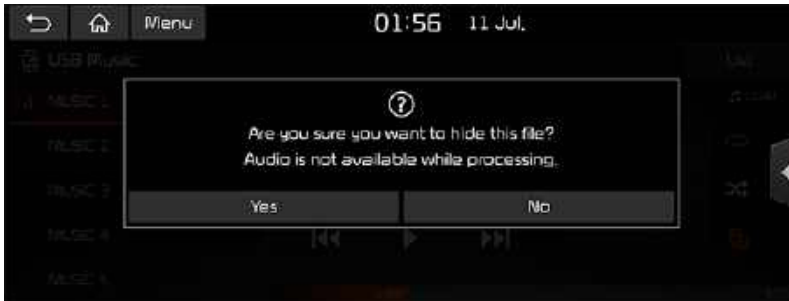 Menu
01:56 11 Jul.
USB Music
List
MUSIC 1
Are you sure you want to hide this file?
MUSIC 2
Audio is not available while processing.
MUSIC 3
Yes
No
MUSIC 4